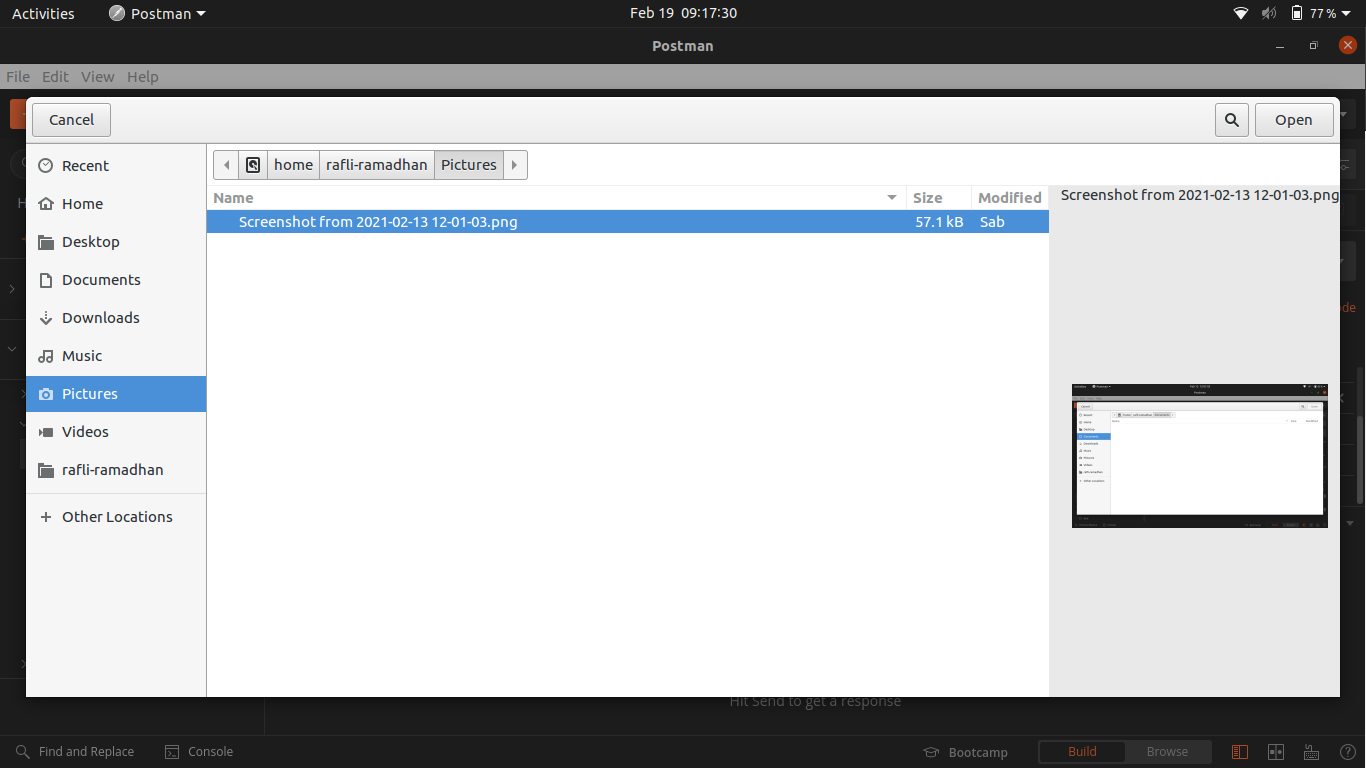 Activities Postman Feb 19 09:17:30 77%
Postman
File Edit View Help
Cancel Open
Recent
Home
Desktop
Documents
Downloads
Music
Pictures
Videos
rafli-ramadhan
Other Locations
home rafli-ramadhan Pictures
Name Size Modified
Screenshot from 2021-02-13 12-01-03.png 57.1 kB Sab
Screenshot from 2021-02-13 12-01-03.png
Hit Send to get a response
Find and Replace Console Bootcamp Build Browse